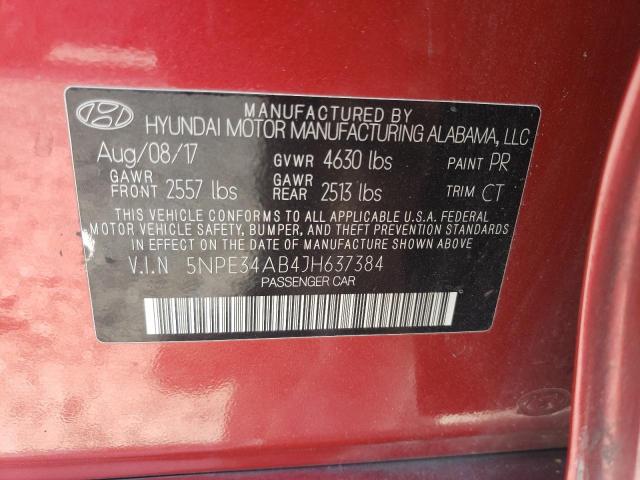 MANUFACTURED BY
HYUNDAI MOTOR MANUFACTURING ALABAMA, LLC
Aug/08/17 GVWR 4630 lbs PAINT PR
GAWR FRONT 2557 lbs GAWR REAR 2513 lbs TRIM CT
THIS VEHICLE CONFORMS TO ALL APPLICABLE U.S.A. FEDERAL
MOTOR VEHICLE SAFETY, BUMPER, AND THEFT PREVENTION STANDARDS
IN EFFECT ON THE DATE OF MANUFACTURE SHOWN ABOVE.
V.I.N 5NPE34AB4JH637384
PASSENGER CAR